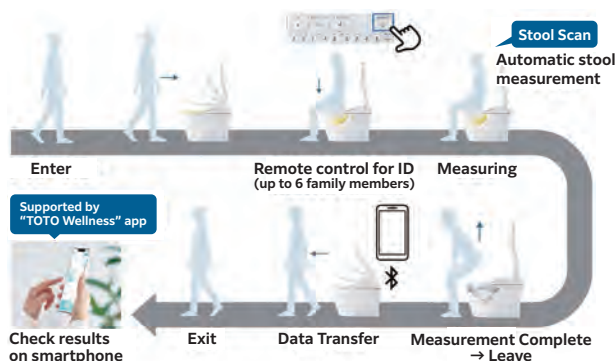 Stool Scan
Automatic stool
measurement
Enter
Remote control for ID
(up to 6 family members)
Measuring
Supported by
“TOTO Wellness” app
Check results
on smartphone
Exit
Data Transfer
Measurement Complete
→ Leave